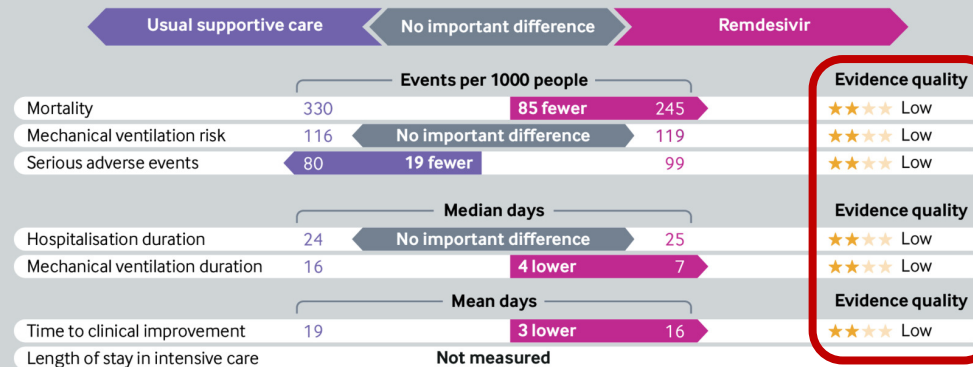 Usual supportive care No important difference Remdesivir
Events per 1000 people Evidence quality
Mortality 330 85 fewer 245 Low
Mechanical ventilation risk 116 No important difference 119 Low
Serious adverse events 80 19 fewer 99 Low
Median days Evidence quality
Hospitalisation duration 24 No important difference 25 Low
Mechanical ventilation duration 16 4 lower 7 Low
Mean days Evidence quality
Time to clinical improvement 19 3 lower 16 Low
Length of stay in intensive care Not measured